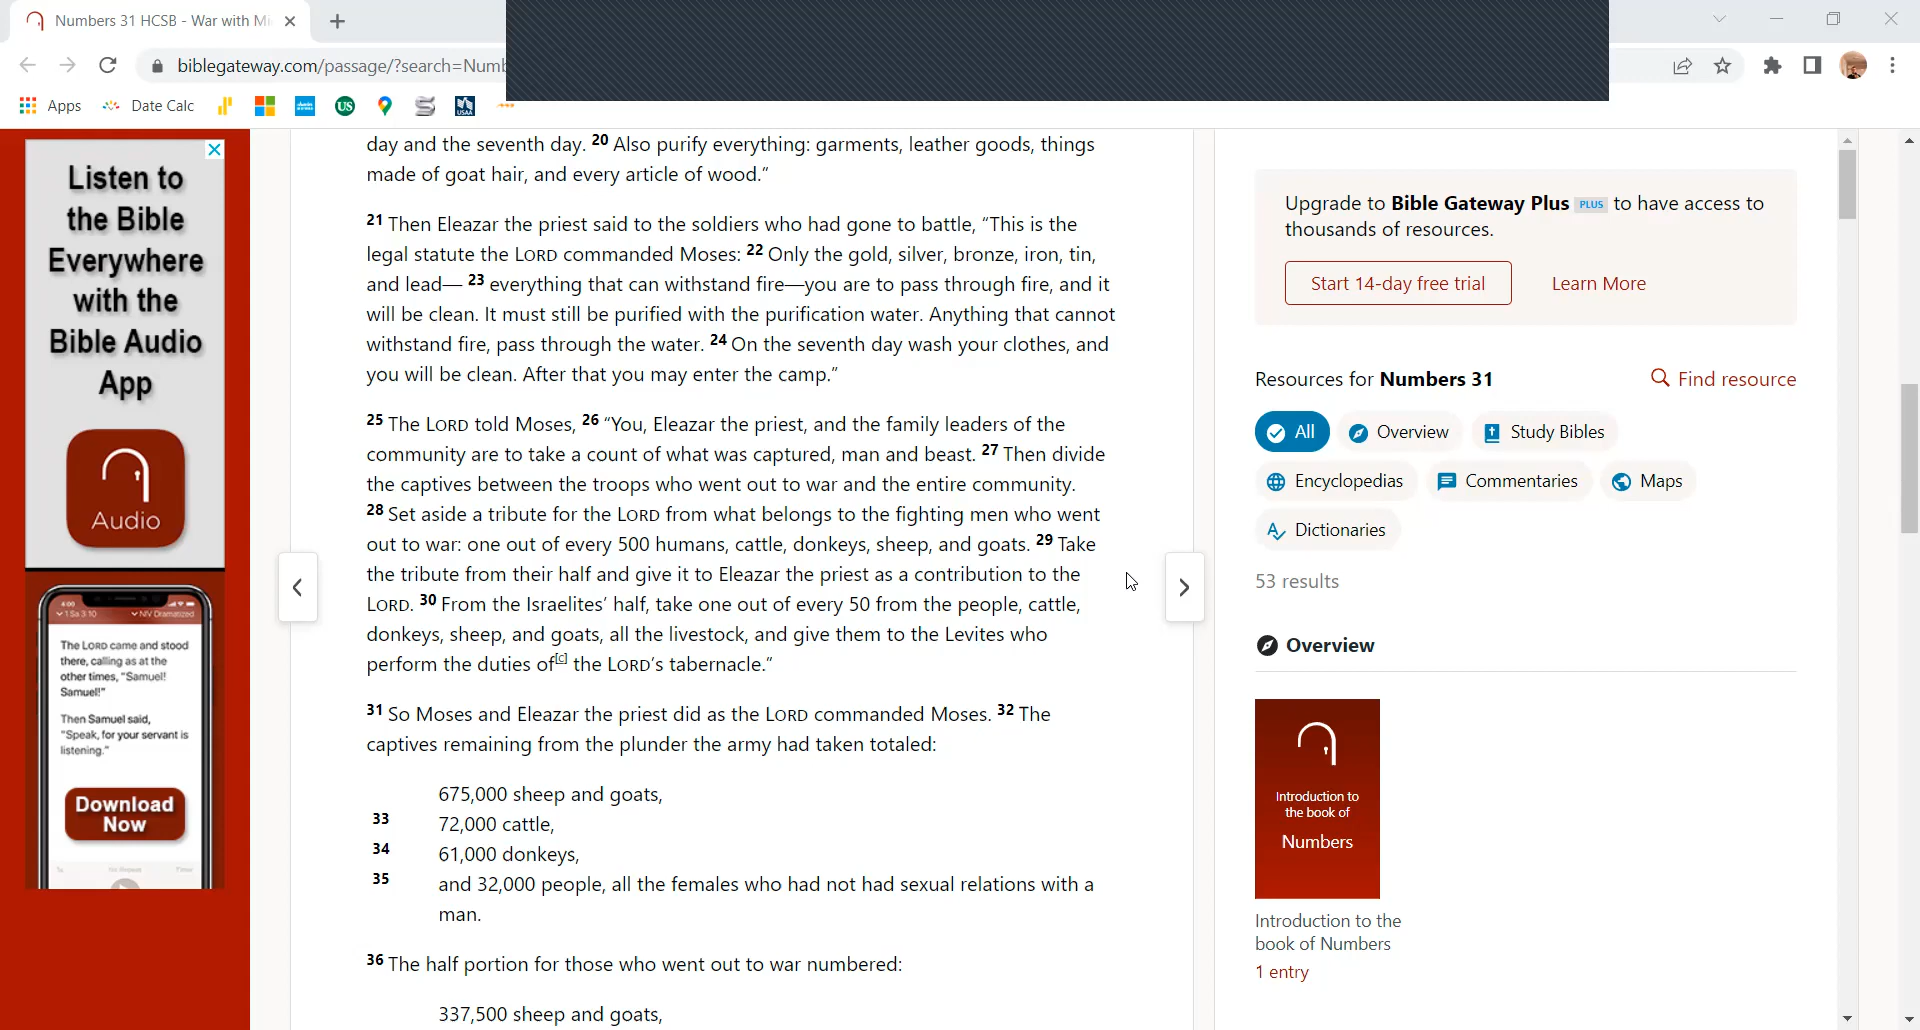 Numbers 31 HCSB - War with Mi
biblegateway.com/passage/?search=Numb
Apps
Date Calc
US
USAA
Listen to
the Bible
Everywhere
with the
Bible Audio
App
Audio
4:00
1 Sa 3:10 NIV Dramatized
The LORD came and stood
there, calling as at the
other times, "Samuel!
Samuel!"
Then Samuel said,
"Speak, for your servant is
listening."
Download
Now
day and the seventh day. 20 Also purify everything: garments, leather goods, things
made of goat hair, and every article of wood.”
21 Then Eleazar the priest said to the soldiers who had gone to battle, “This is the
legal statute the LORD commanded Moses: 22 Only the gold, silver, bronze, iron, tin,
and lead— 23 everything that can withstand fire—you are to pass through fire, and it
will be clean. It must still be purified with the purification water. Anything that cannot
withstand fire, pass through the water. 24 On the seventh day wash your clothes, and
you will be clean. After that you may enter the camp.”
25 The LORD told Moses, 26 “You, Eleazar the priest, and the family leaders of the
community are to take a count of what was captured, man and beast. 27 Then divide
the captives between the troops who went out to war and the entire community.
28 Set aside a tribute for the LORD from what belongs to the fighting men who went
out to war: one out of every 500 humans, cattle, donkeys, sheep, and goats. 29 Take
the tribute from their half and give it to Eleazar the priest as a contribution to the
LORD. 30 From the Israelites’ half, take one out of every 50 from the people, cattle,
donkeys, sheep, and goats, all the livestock, and give them to the Levites who
perform the duties of[c] the LORD’s tabernacle.”
31 So Moses and Eleazar the priest did as the LORD commanded Moses. 32 The
captives remaining from the plunder the army had taken totaled:
675,000 sheep and goats,
33 72,000 cattle,
34 61,000 donkeys,
35 and 32,000 people, all the females who had not had sexual relations with a
man.
36 The half portion for those who went out to war numbered:
337,500 sheep and goats,
Upgrade to Bible Gateway Plus PLUS to have access to
thousands of resources.
Start 14-day free trial
Learn More
Resources for Numbers 31
Find resource
All
Overview
Study Bibles
Encyclopedias
Commentaries
Maps
Dictionaries
53 results
Overview
Introduction to
the book of
Numbers
Introduction to the
book of Numbers
1 entry